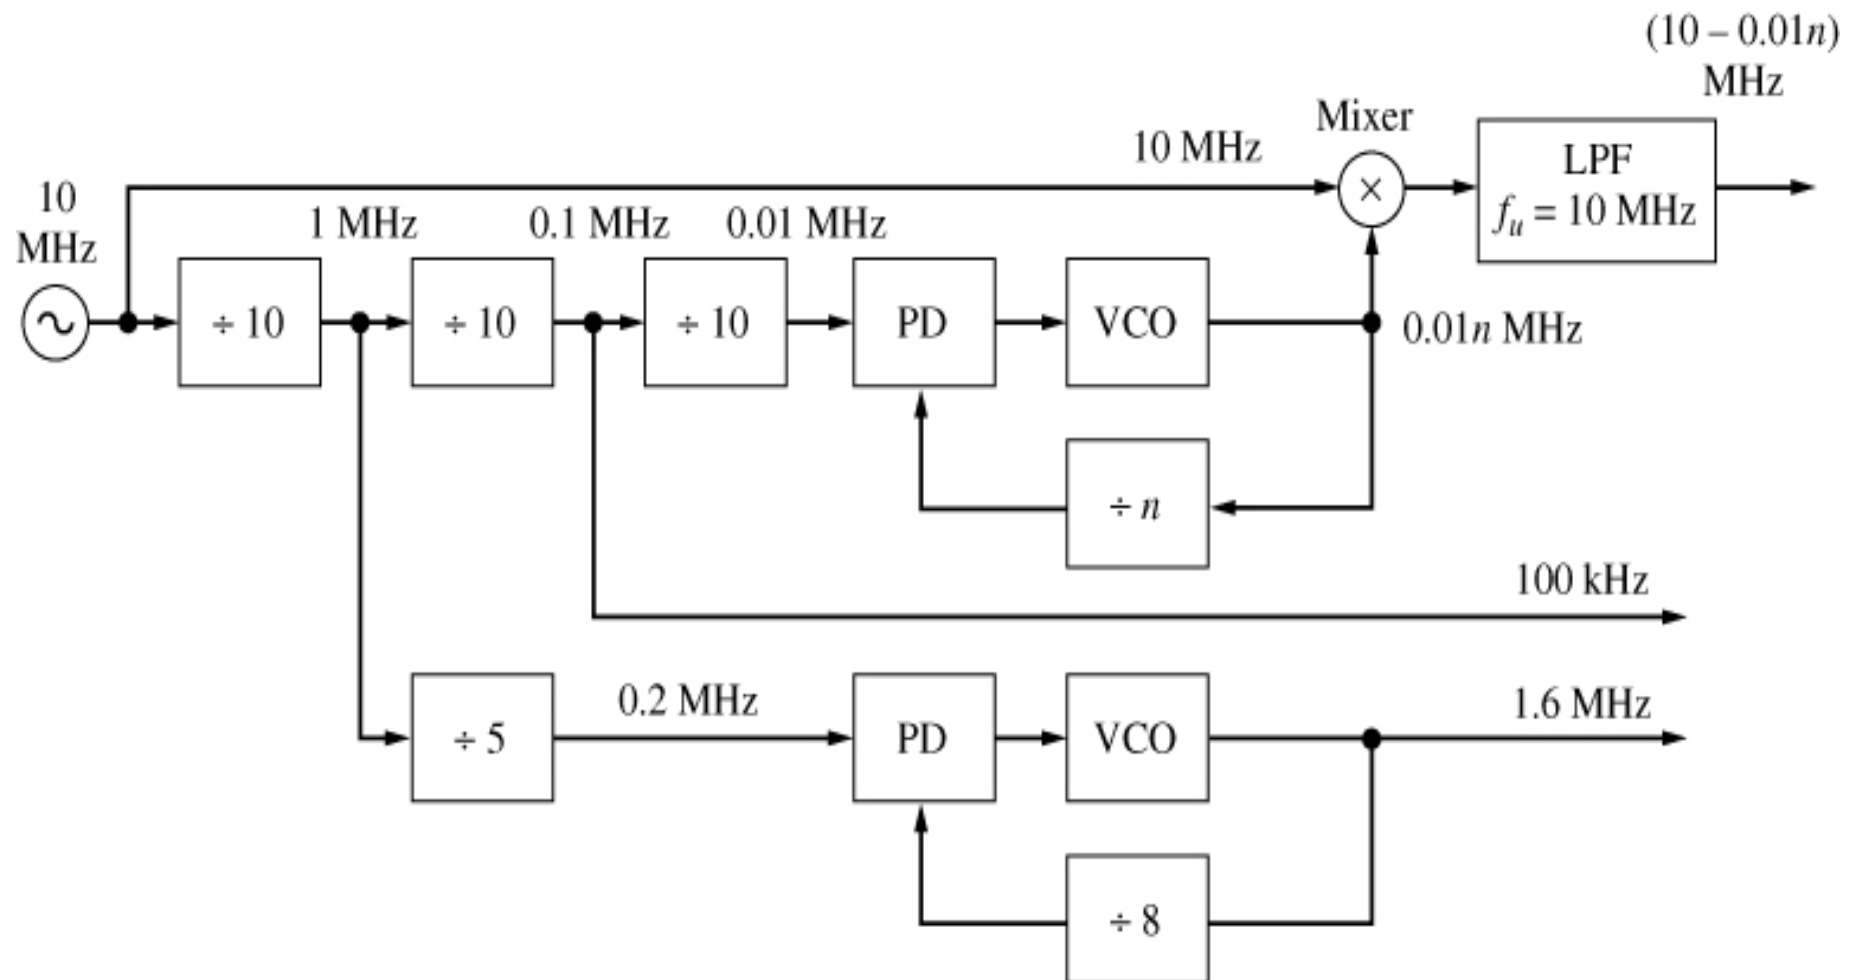 (10 – 0.01n)
MHz
Mixer
10 MHz
LPF
fu = 10 MHz
×
10
MHz
1 MHz
0.1 MHz
0.01 MHz
÷ 10
÷ 10
÷ 10
PD
VCO
0.01n MHz
÷ n
100 kHz
÷ 5
0.2 MHz
PD
VCO
1.6 MHz
÷ 8